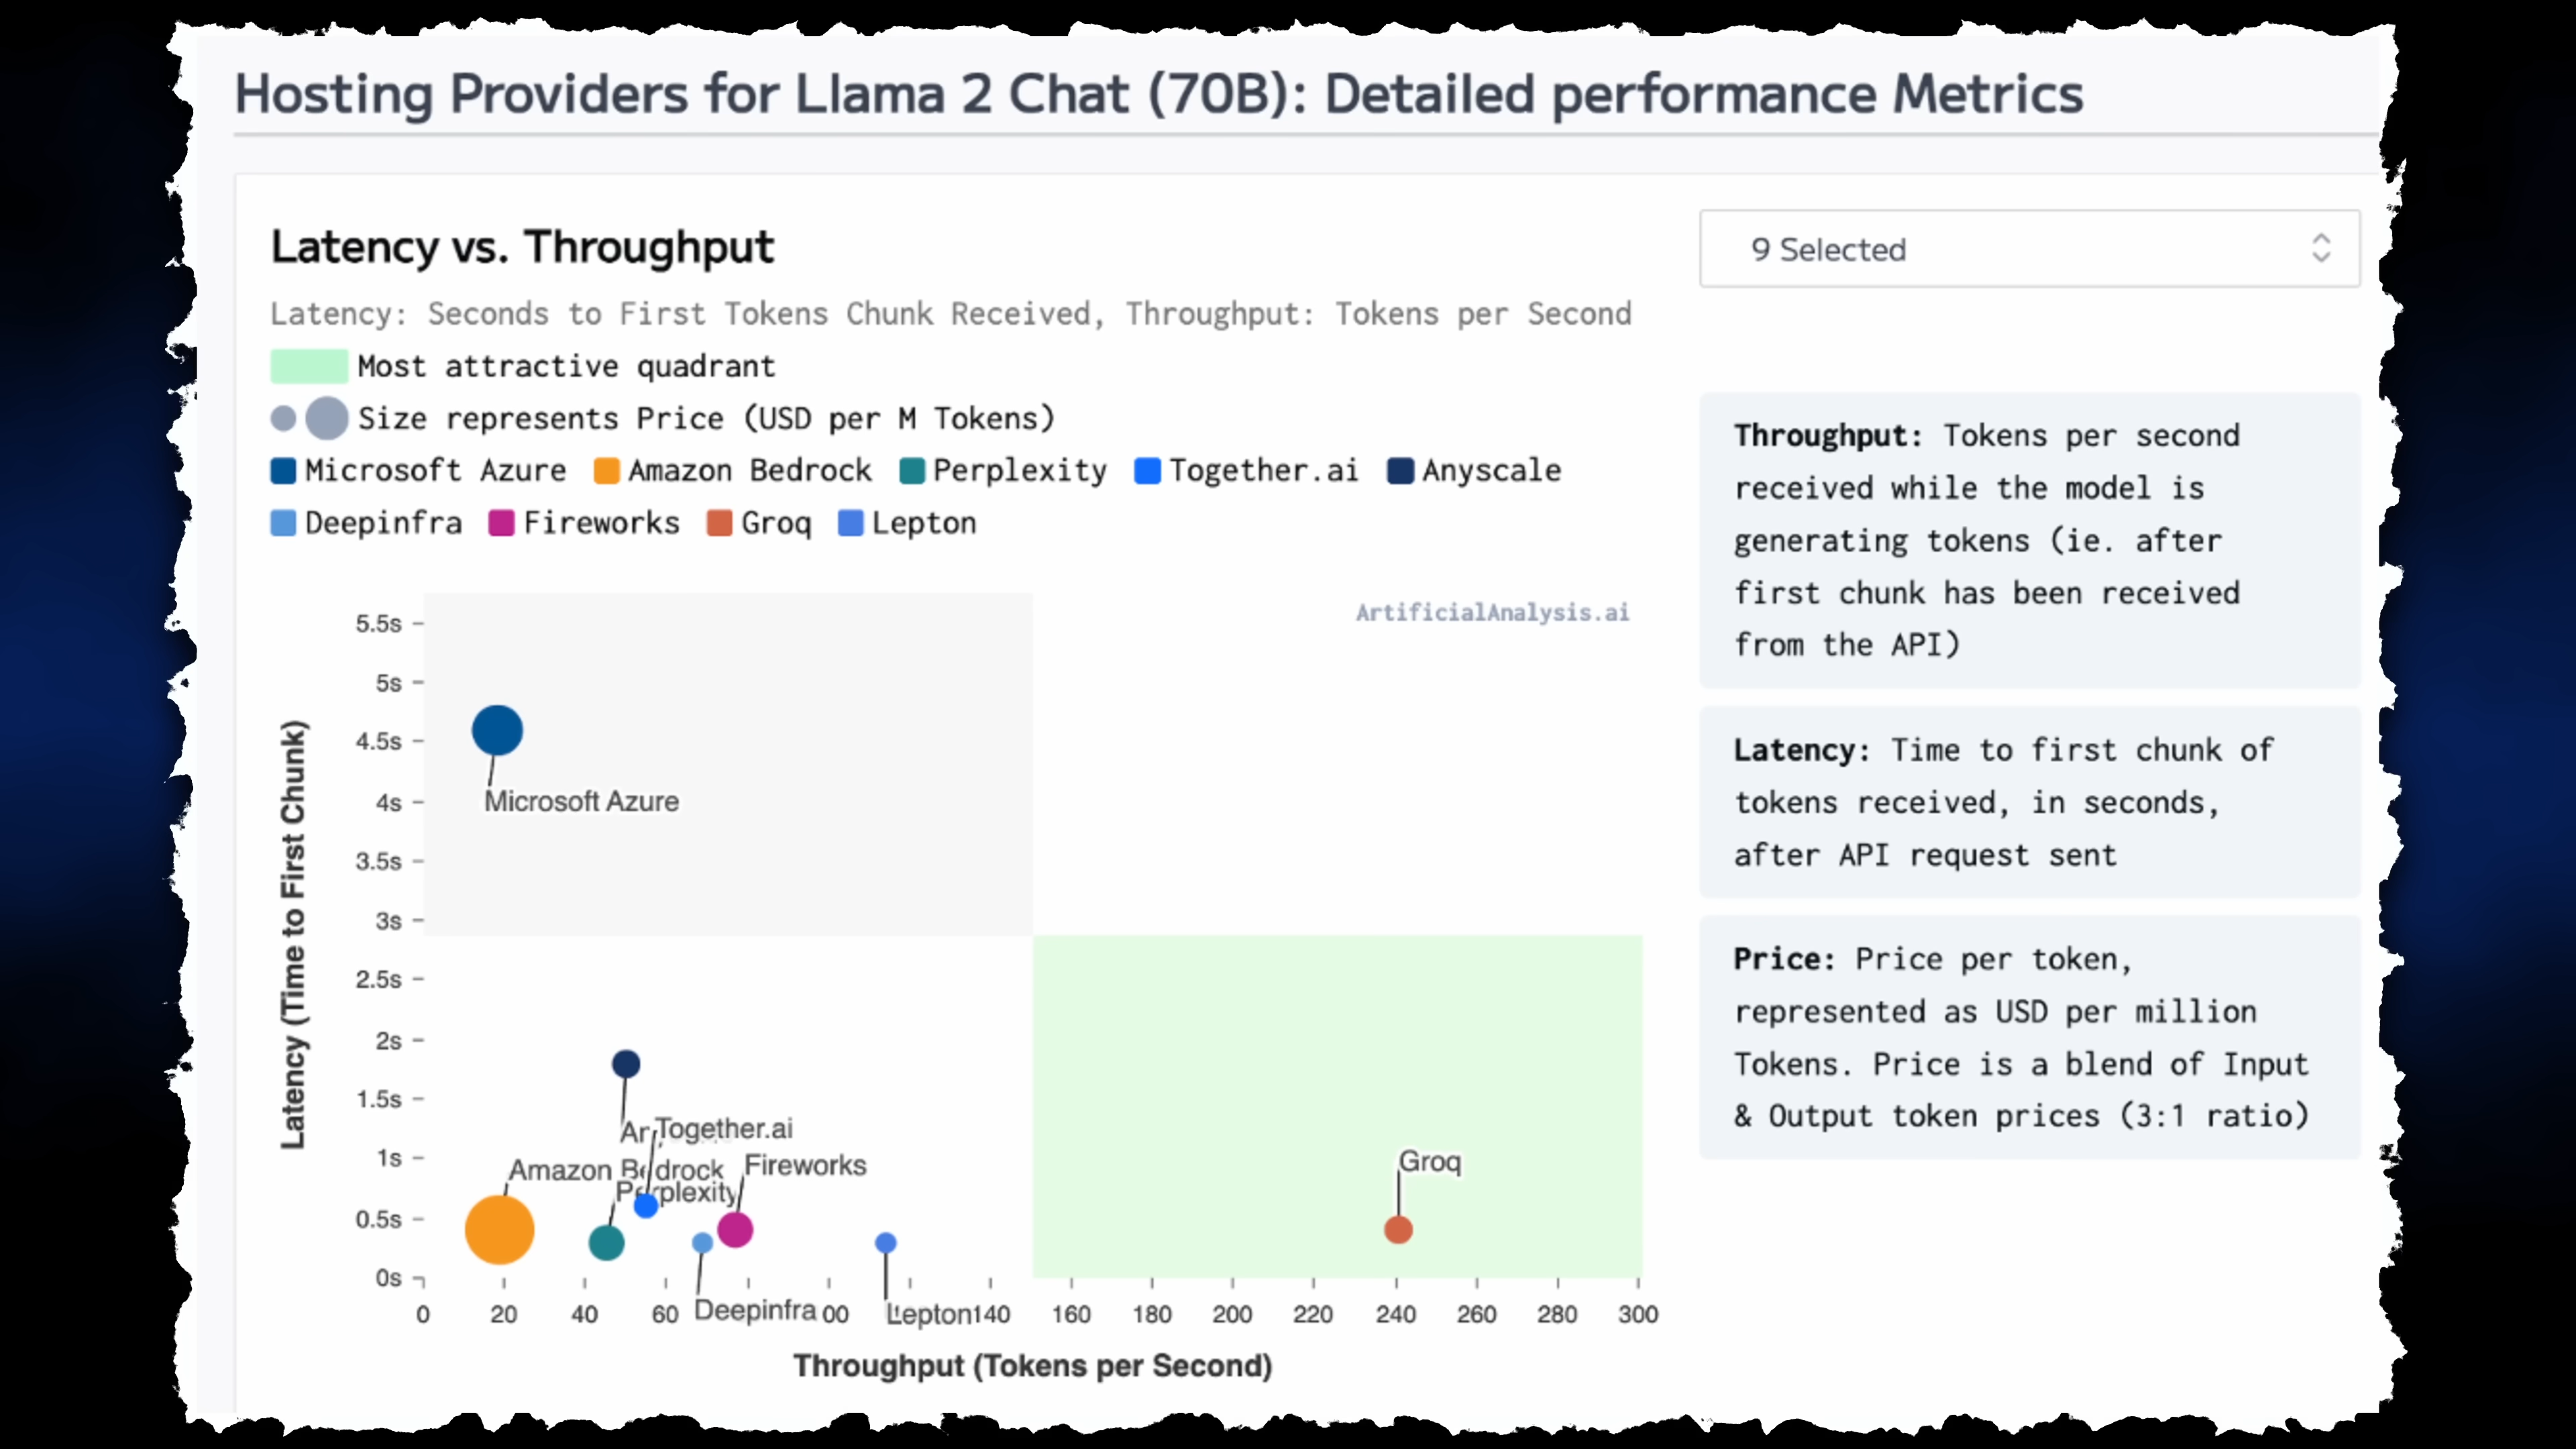 Hosting Providers for Llama 2 Chat (70B): Detailed performance Metrics
Latency vs. Throughput
9 Selected
Latency: Seconds to First Tokens Chunk Received, Throughput: Tokens per Second
Most attractive quadrant
Size represents Price (USD per M Tokens)
Microsoft Azure Amazon Bedrock Perplexity Together.ai Anyscale
Deepinfra Fireworks Groq Lepton
ArtificialAnalysis.ai
Latency (Time to First Chunk)
5.5s
5s
4.5s
4s
3.5s
3s
2.5s
2s
1.5s
1s
0.5s
0s
Microsoft Azure
Together.ai
Amazon Bedrock
Fireworks
Perplexity
Groq
Deepinfra
Lepton
0 20 40 60 140 160 180 200 220 240 260 280 300
Throughput (Tokens per Second)
Throughput: Tokens per second
received while the model is
generating tokens (ie. after
first chunk has been received
from the API)
Latency: Time to first chunk of
tokens received, in seconds,
after API request sent
Price: Price per token,
represented as USD per million
Tokens. Price is a blend of Input
& Output token prices (3:1 ratio)